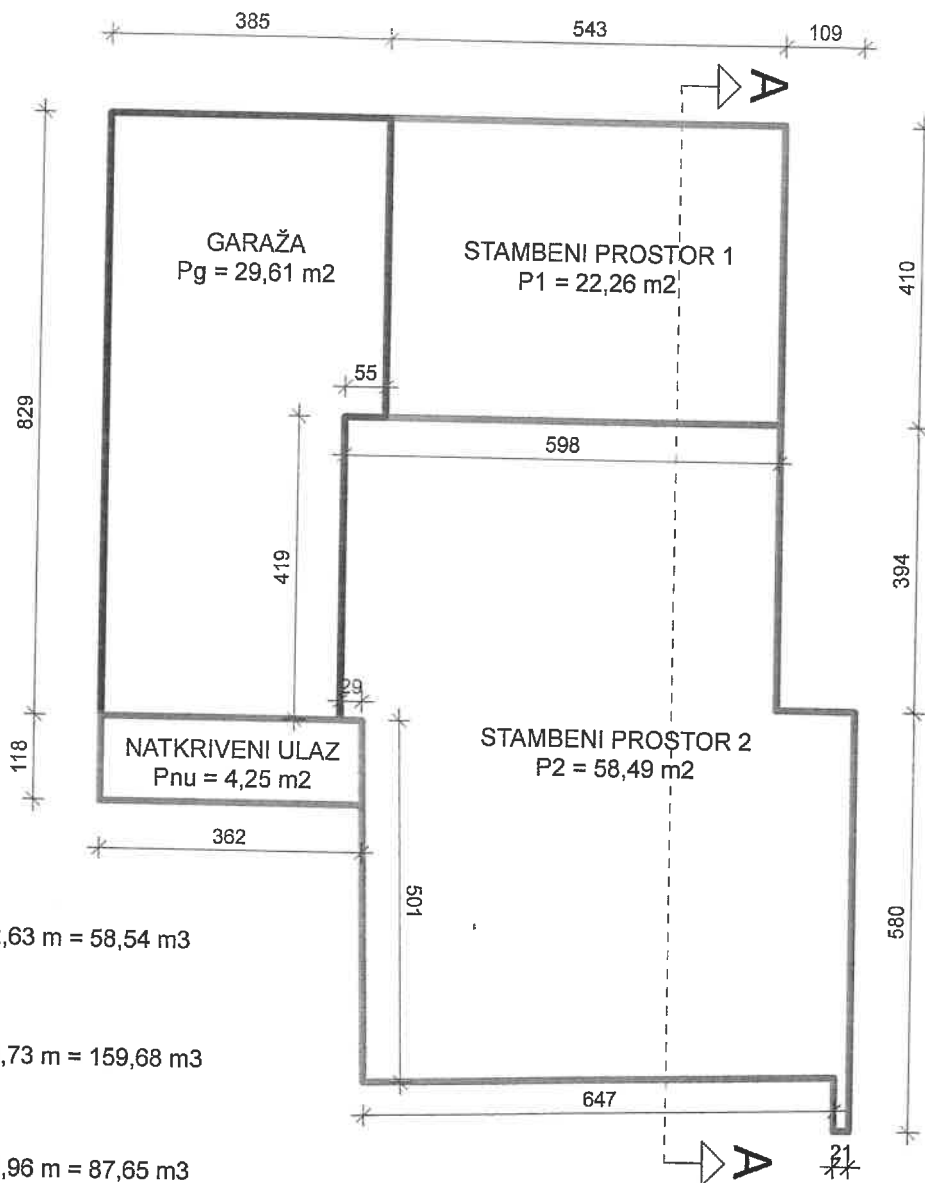 385
543
109
A
GARAŽA
Pg = 29,61 m2
STAMBENI PROSTOR 1
P1 = 22,26 m2
410
829
55
598
419
394
29
118
NATKRIVENI ULAZ
Pnu = 4,25 m2
STAMBENI PROSTOR 2
P2 = 58,49 m2
362
501
580
,63 m = 58,54 m3
,73 m = 159,68 m3
647
,96 m = 87,65 m3
21
A